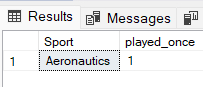 Results Messages
Sport played_once
1 Aeronautics 1